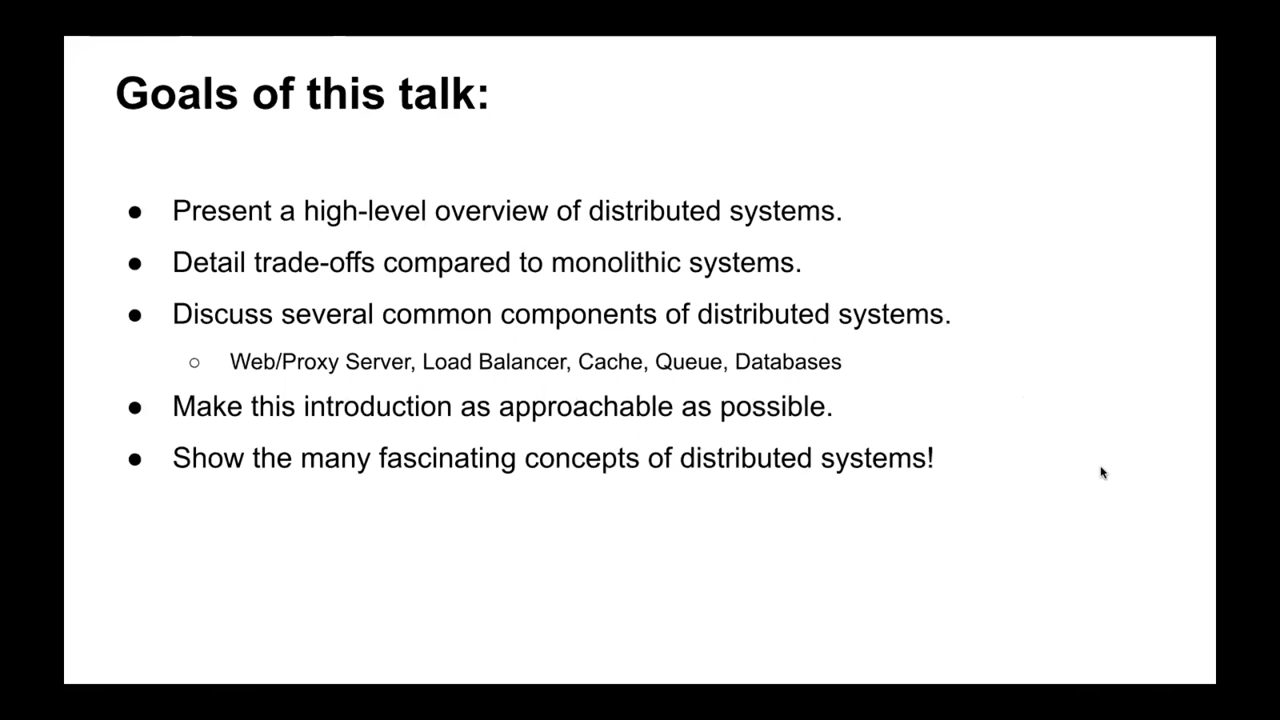 Goals of this talk:
● Present a high-level overview of distributed systems.
● Detail trade-offs compared to monolithic systems.
● Discuss several common components of distributed systems.
○ Web/Proxy Server, Load Balancer, Cache, Queue, Databases
● Make this introduction as approachable as possible.
● Show the many fascinating concepts of distributed systems!